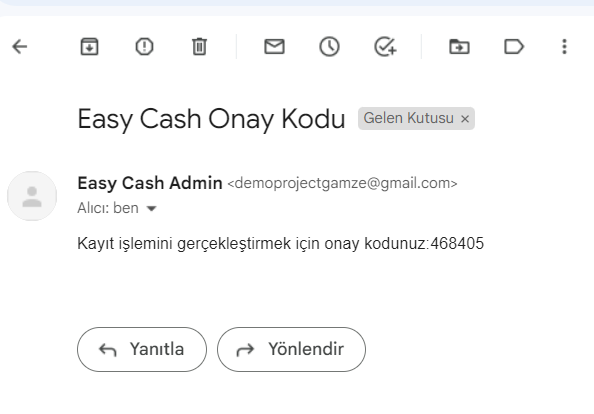 Easy Cash Onay Kodu Gelen Kutusu ×
Easy Cash Admin <demoprojectgamze@gmail.com>
Alıcı: ben
Kayıt işlemini gerçekleştirmek için onay kodunuz:468405
Yanıtla Yönlendir